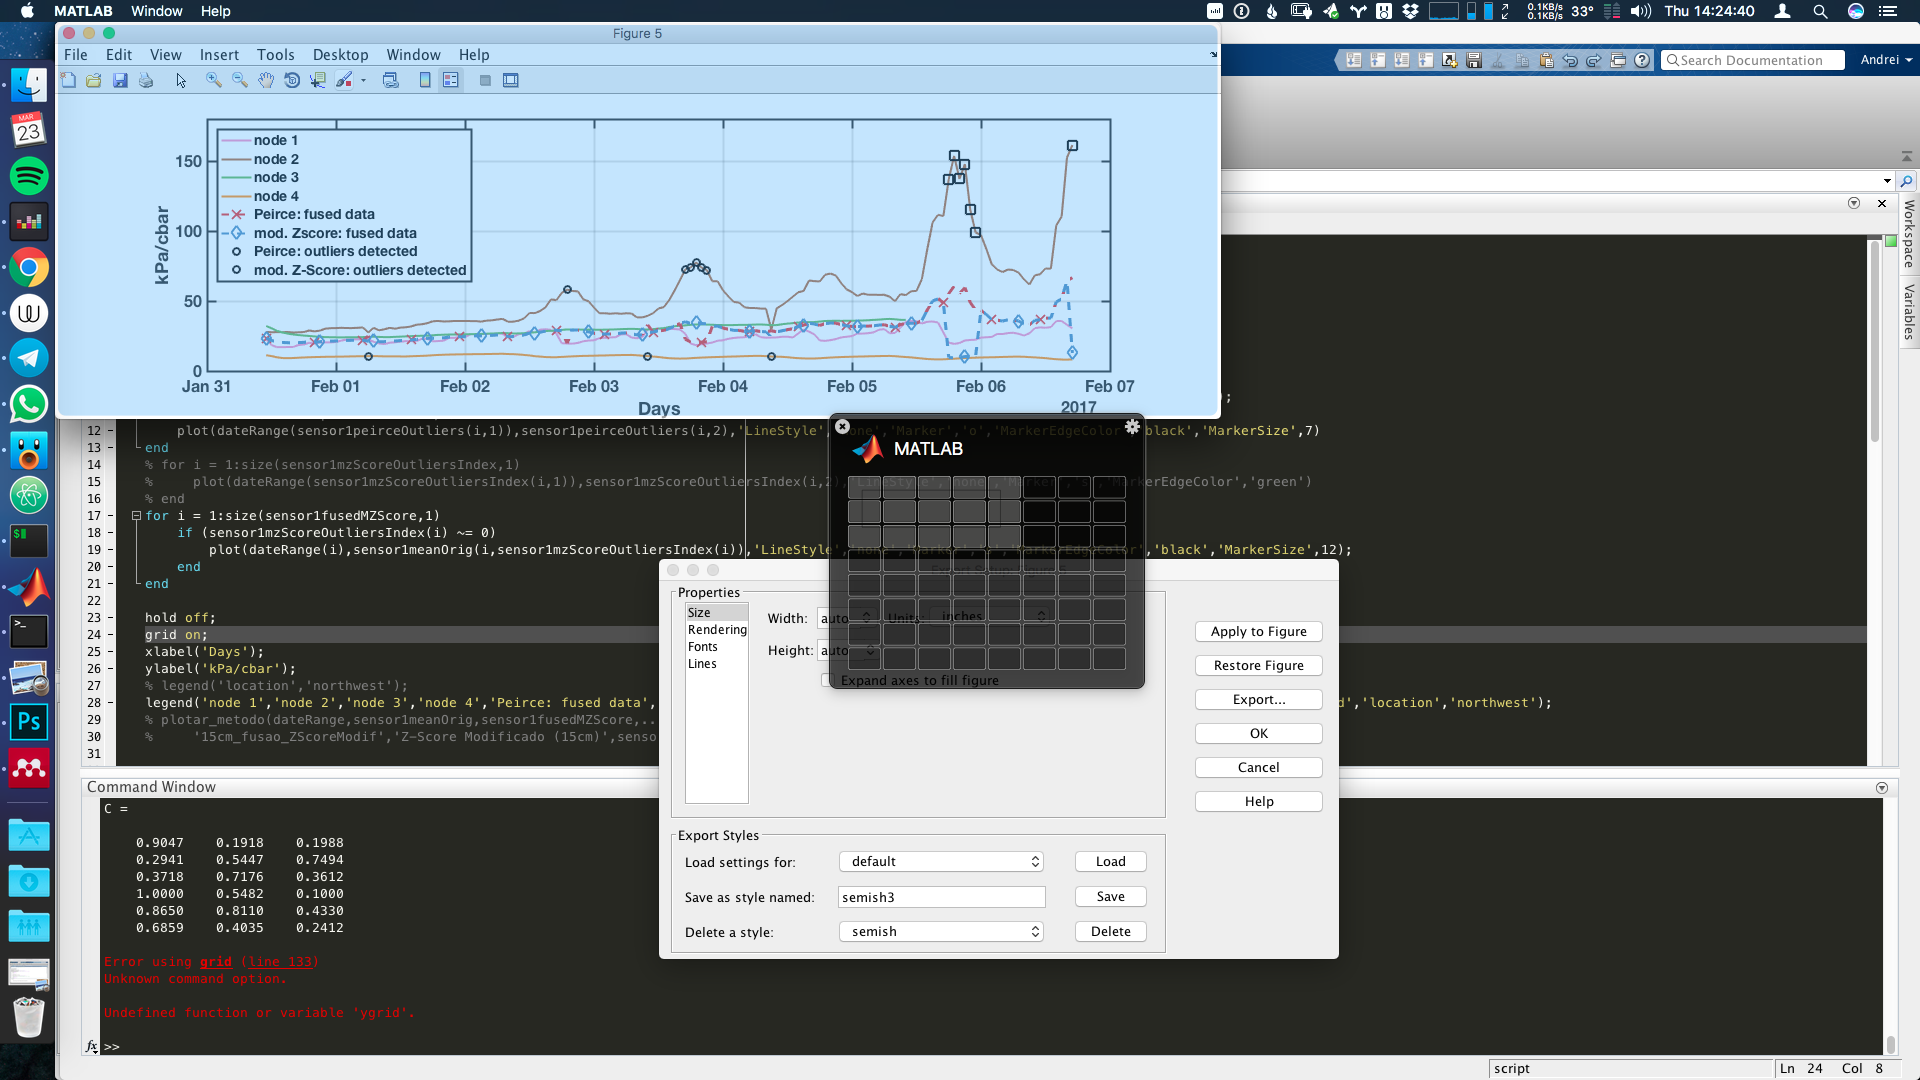 MATLAB Window Help
0.1KB/s
0.1KB/s
33° Thu 14:24:40
Figure 5
File Edit View Insert Tools Desktop Window Help
Search Documentation
Andrei
MAR
23
node 1
node 2
node 3
node 4
Peirce: fused data
mod. Zscore: fused data
Peirce: outliers detected
mod. Z-Score: outliers detected
150
100
50
0
kPa/cbar
Jan 31 Feb 01 Feb 02 Feb 03 Feb 04 Feb 05 Feb 06 Feb 07
Days
2017
Workspace
Variables
);
12 - plot(dateRange(sensor1peirceOutliers(i,1)),sensor1peirceOutliers(i,2),'LineStyle','none','Marker','o','MarkerEdgeColor','black','MarkerSize',7)
13 - end
14 % for i = 1:size(sensor1mzScoreOutliersIndex,1)
15 % plot(dateRange(sensor1mzScoreOutliersIndex(i,1)),sensor1mzScoreOutliersIndex(i,2),'LineStyle','none','Marker','s','MarkerEdgeColor','green')
16 % end
17 - for i = 1:size(sensor1fusedMZScore,1)
18 - if (sensor1mzScoreOutliersIndex(i) ~= 0)
19 - plot(dateRange(i),sensor1meanOrig(i,sensor1mzScoreOutliersIndex(i)),'LineStyle','none','Marker','MarkerEdgeColor','black','MarkerSize',12);
20 - end
21 - end
22
23 - hold off;
24 - grid on;
25 - xlabel('Days');
26 - ylabel('kPa/cbar');
27 % legend('location','northwest');
28 - legend('node 1','node 2','node 3','node 4','Peirce: fused data', d','location','northwest');
29 % plotar_metodo(dateRange,sensor1meanOrig,sensor1fusedMZScore,...
30 % '15cm_fusao_ZScoreModif','Z-Score Modificado (15cm)',senso
31
MATLAB
Properties
Size
Rendering
Fonts
Lines
Width: auto Units: inches
Height: auto
Expand axes to fill figure
Apply to Figure
Restore Figure
Export...
OK
Cancel
Help
Export Styles
Load settings for: default Load
Save as style named: semish3 Save
Delete a style: semish Delete
Command Window
C =
0.9047 0.1918 0.1988
0.2941 0.5447 0.7494
0.3718 0.7176 0.3612
1.0000 0.5482 0.1000
0.8650 0.8110 0.4330
0.6859 0.4035 0.2412
Error using grid (line 133)
Unknown command option.
Undefined function or variable 'ygrid'.
fx >>
Ps
script
Ln 24 Col 8